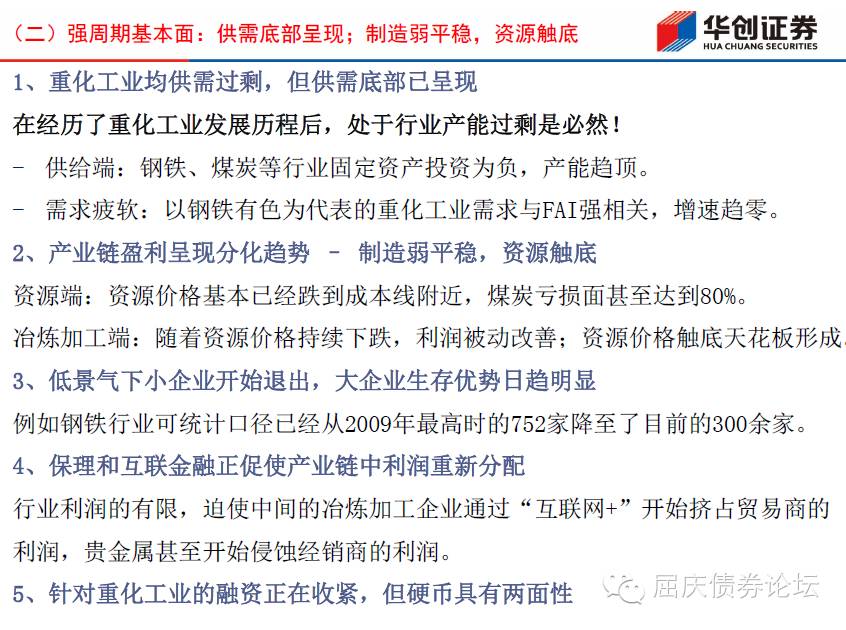 （二）强周期基本面：供需底部呈现；制造弱平稳，资源触底
华创证券
HUA CHUANG SECURITIES
1、重化工业均供需过剩，但供需底部已呈现
在经历了重化工业发展历程后，处于行业产能过剩是必然！
- 供给端：钢铁、煤炭等行业固定资产投资为负，产能趋顶。
- 需求疲软：以钢铁有色为代表的重化工业需求与FAI强相关，增速趋零。
2、产业链盈利呈现分化趋势 - 制造弱平稳，资源触底
资源端：资源价格基本已经跌到成本线附近，煤炭亏损面甚至达到80%。
冶炼加工端：随着资源价格持续下跌，利润被动改善；资源价格触底天花板形成.
3、低景气下小企业开始退出，大企业生存优势日趋明显
例如钢铁行业可统计口径已经从2009年最高时的752家降至了目前的300余家。
4、保理和互联金融正促使产业链中利润重新分配
行业利润的有限，迫使中间的冶炼加工企业通过“互联网+”开始挤占贸易商的
利润，贵金属甚至开始侵蚀经销商的利润。
5、针对重化工业的融资正在收紧，但硬币具有两面性
屈庆债券论坛